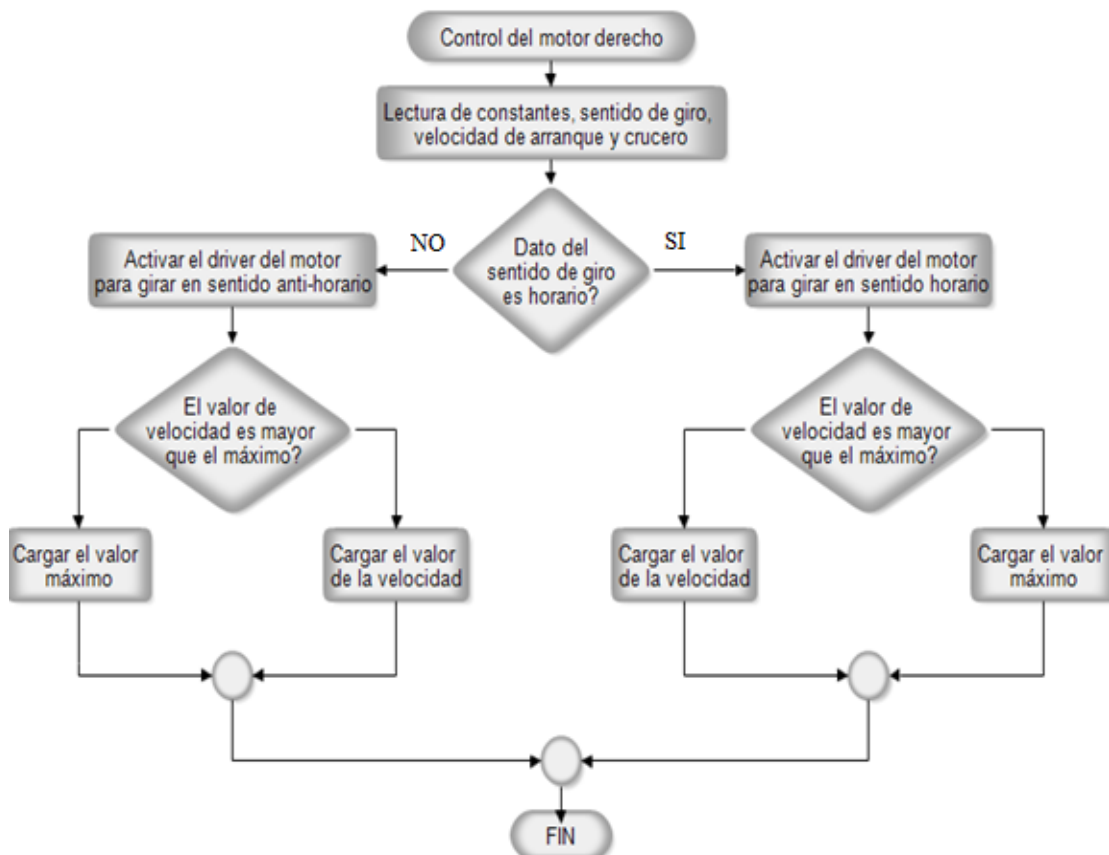 Control del motor derecho
Lectura de constantes, sentido de giro,
velocidad de arranque y crucero
NO
Dato del
sentido de giro
es horario?
SI
Activar el driver del motor
para girar en sentido anti-horario
Activar el driver del motor
para girar en sentido horario
El valor de
velocidad es mayor
que el máximo?
El valor de
velocidad es mayor
que el máximo?
Cargar el valor
máximo
Cargar el valor
de la velocidad
Cargar el valor
de la velocidad
Cargar el valor
máximo
FIN